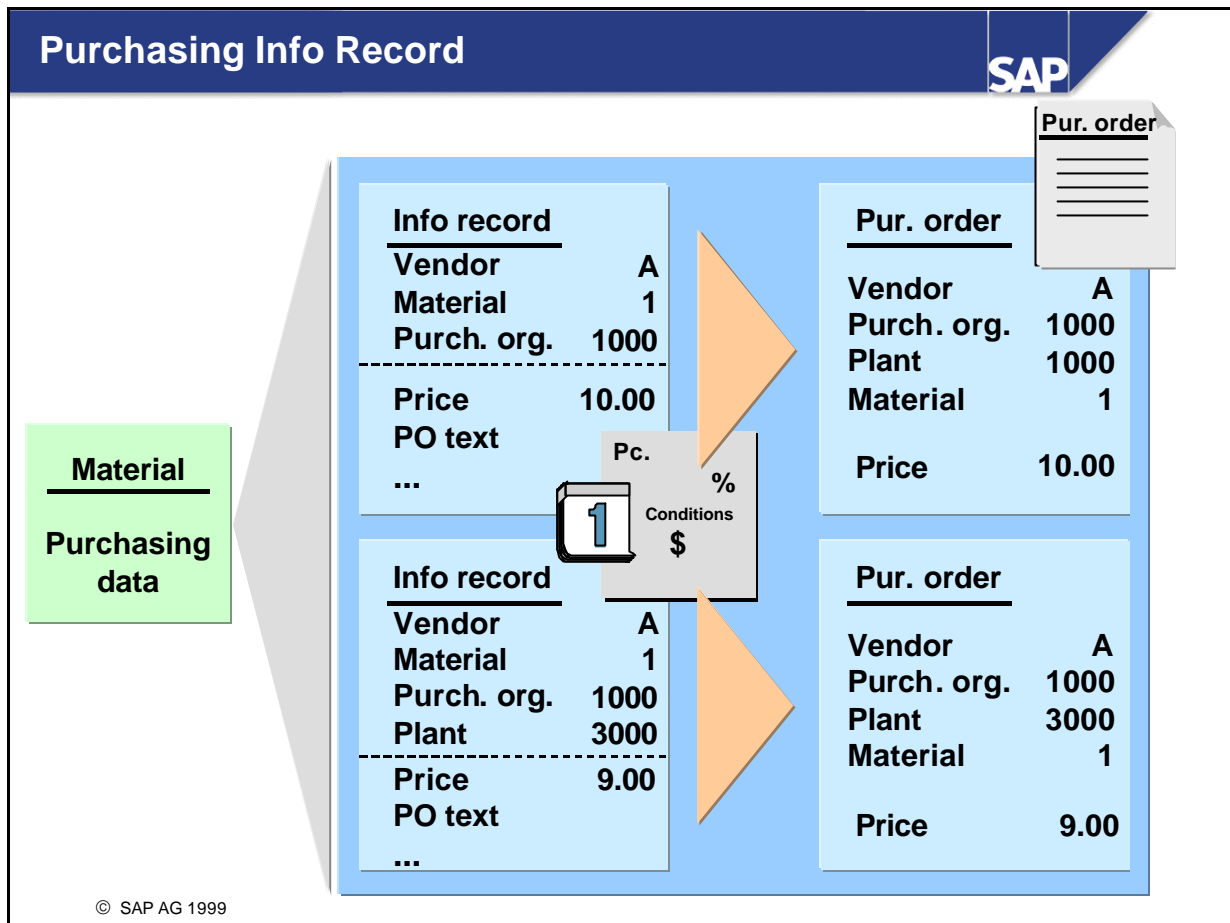 Purchasing Info Record
SAP
Pur. order
Material
Purchasing
data
Info record
Vendor A
Material 1
Purch. org. 1000
Price 10.00
PO text
...
Pc.
%
Conditions
$
1
Info record
Vendor A
Material 1
Purch. org. 1000
Plant 3000
Price 9.00
PO text
...
Pur. order
Vendor A
Purch. org. 1000
Plant 1000
Material 1
Price 10.00
Pur. order
Vendor A
Purch. org. 1000
Plant 3000
Material 1
Price 9.00
© SAP AG 1999